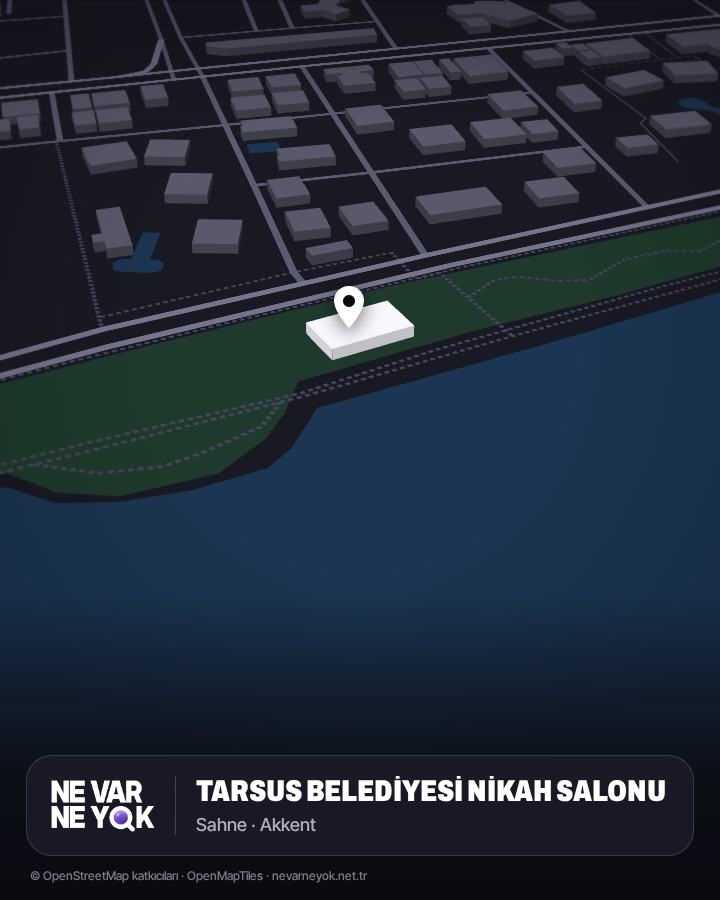 NE VAR
NE YOK
TARSUS BELEDİYESİ NİKAH SALONU
Sahne · Akkent
© OpenStreetMap katkıcıları · OpenMapTiles · nevarneyok.net.tr